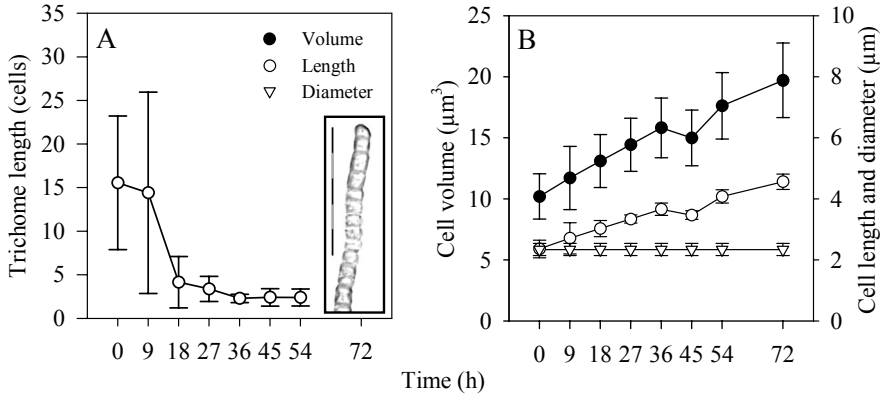 A
Volume
Length
Diameter
Trichome length (cells)
35
30
25
20
15
10
5
0
0 9 18 27 36 45 54 72
B
Cell volume (µm³)
25
20
15
10
5
0
Cell length and diameter (µm)
10
8
6
4
2
0
0 9 18 27 36 45 54 72
Time (h)